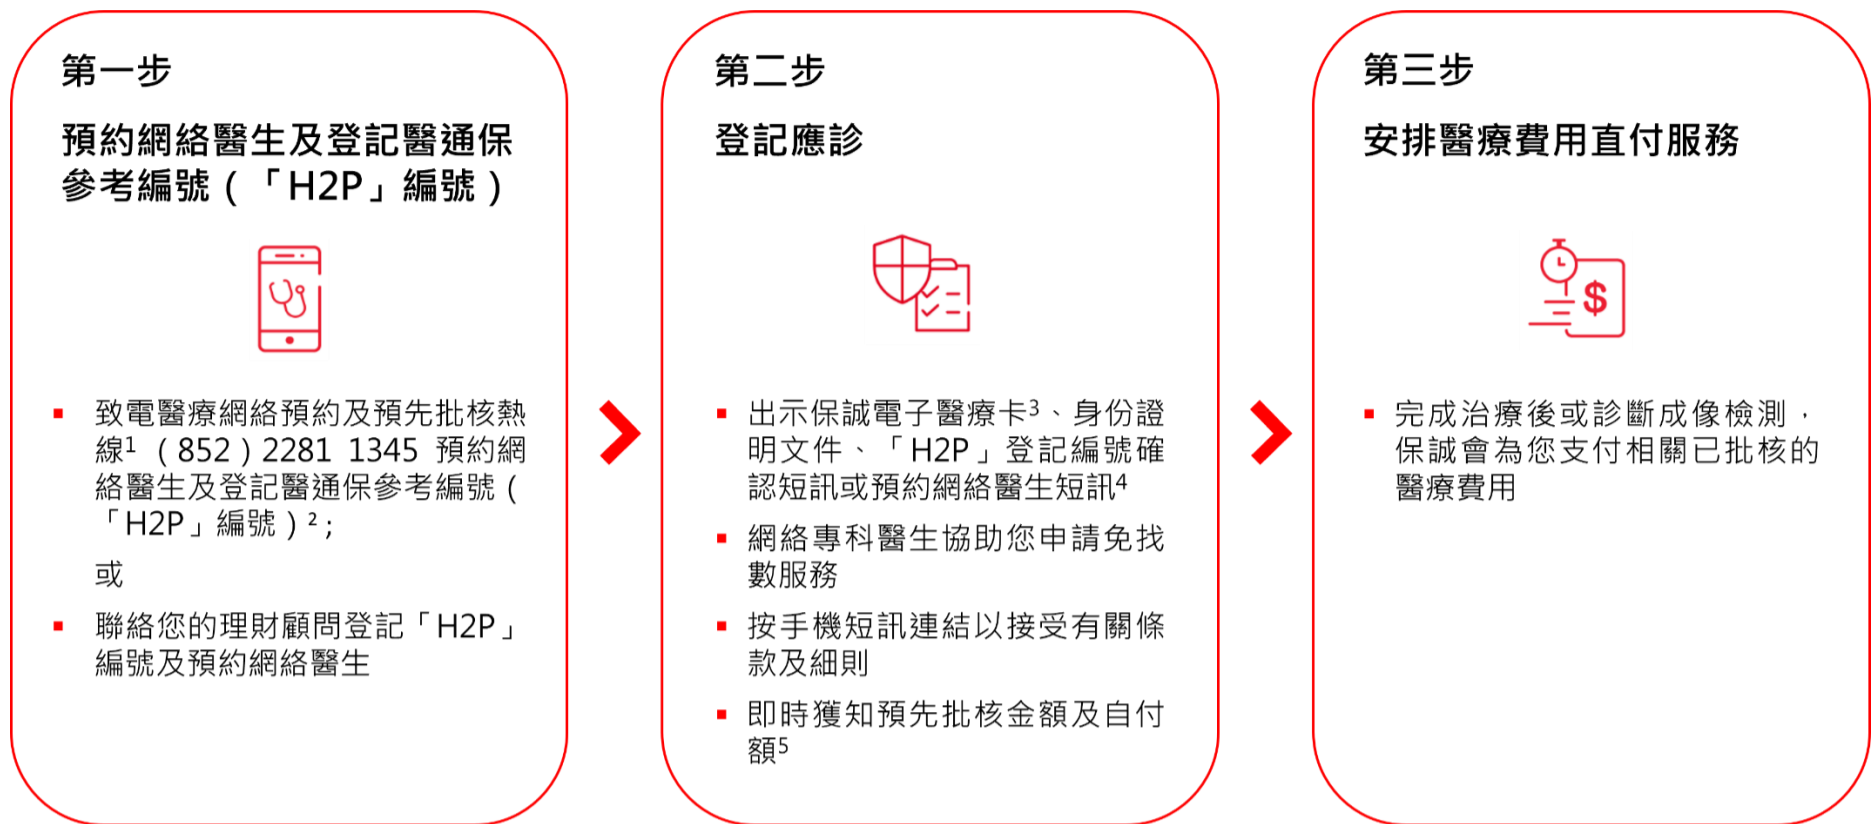 第一步
預約網絡醫生及登記醫通保
參考編號(「H2P」編號)
▪ 致電醫療網絡預約及預先批核熱
線¹ (852) 2281 1345 預約網
絡醫生及登記醫通保參考編號(
「H2P」編號)²;
或
▪ 聯絡您的理財顧問登記「H2P」
編號及預約網絡醫生
第二步
登記應診
▪ 出示保誠電子醫療卡³、身份證
明文件、「H2P」登記編號確
認短訊或預約網絡醫生短訊⁴
▪ 網絡專科醫生協助您申請免找
數服務
▪ 按手機短訊連結以接受有關條
款及細則
▪ 即時獲知預先批核金額及自付
額⁵
第三步
安排醫療費用直付服務
$
▪ 完成治療後或診斷成像檢測，
保誠會為您支付相關已批核的
醫療費用